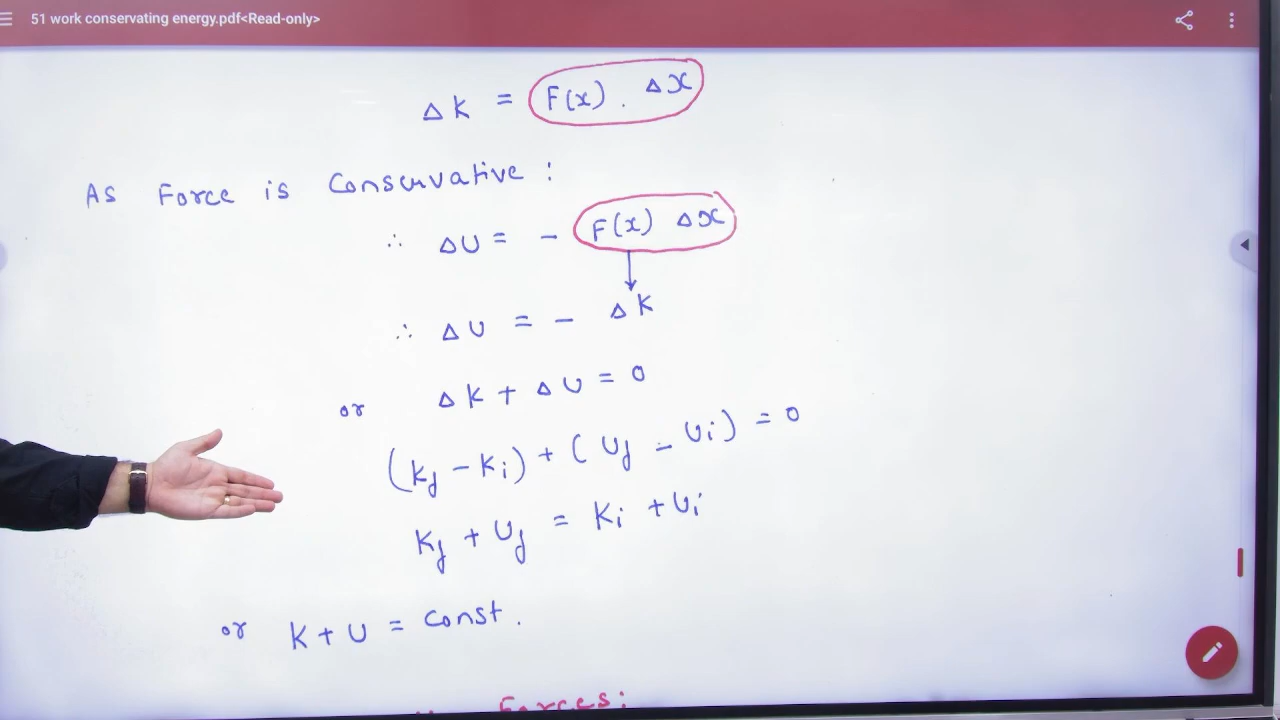 51 work conservating energy.pdf<Read-only>
ΔK = F(x) . Δx
As Force is Conservative :
∴ ΔU = - F(x) Δx
∴ ΔU = - ΔK
or ΔK + ΔU = 0
(Kf - Ki) + (Uf - Ui) = 0
Kf + Uf = Ki + Ui
or K + U = Const.
Forces: